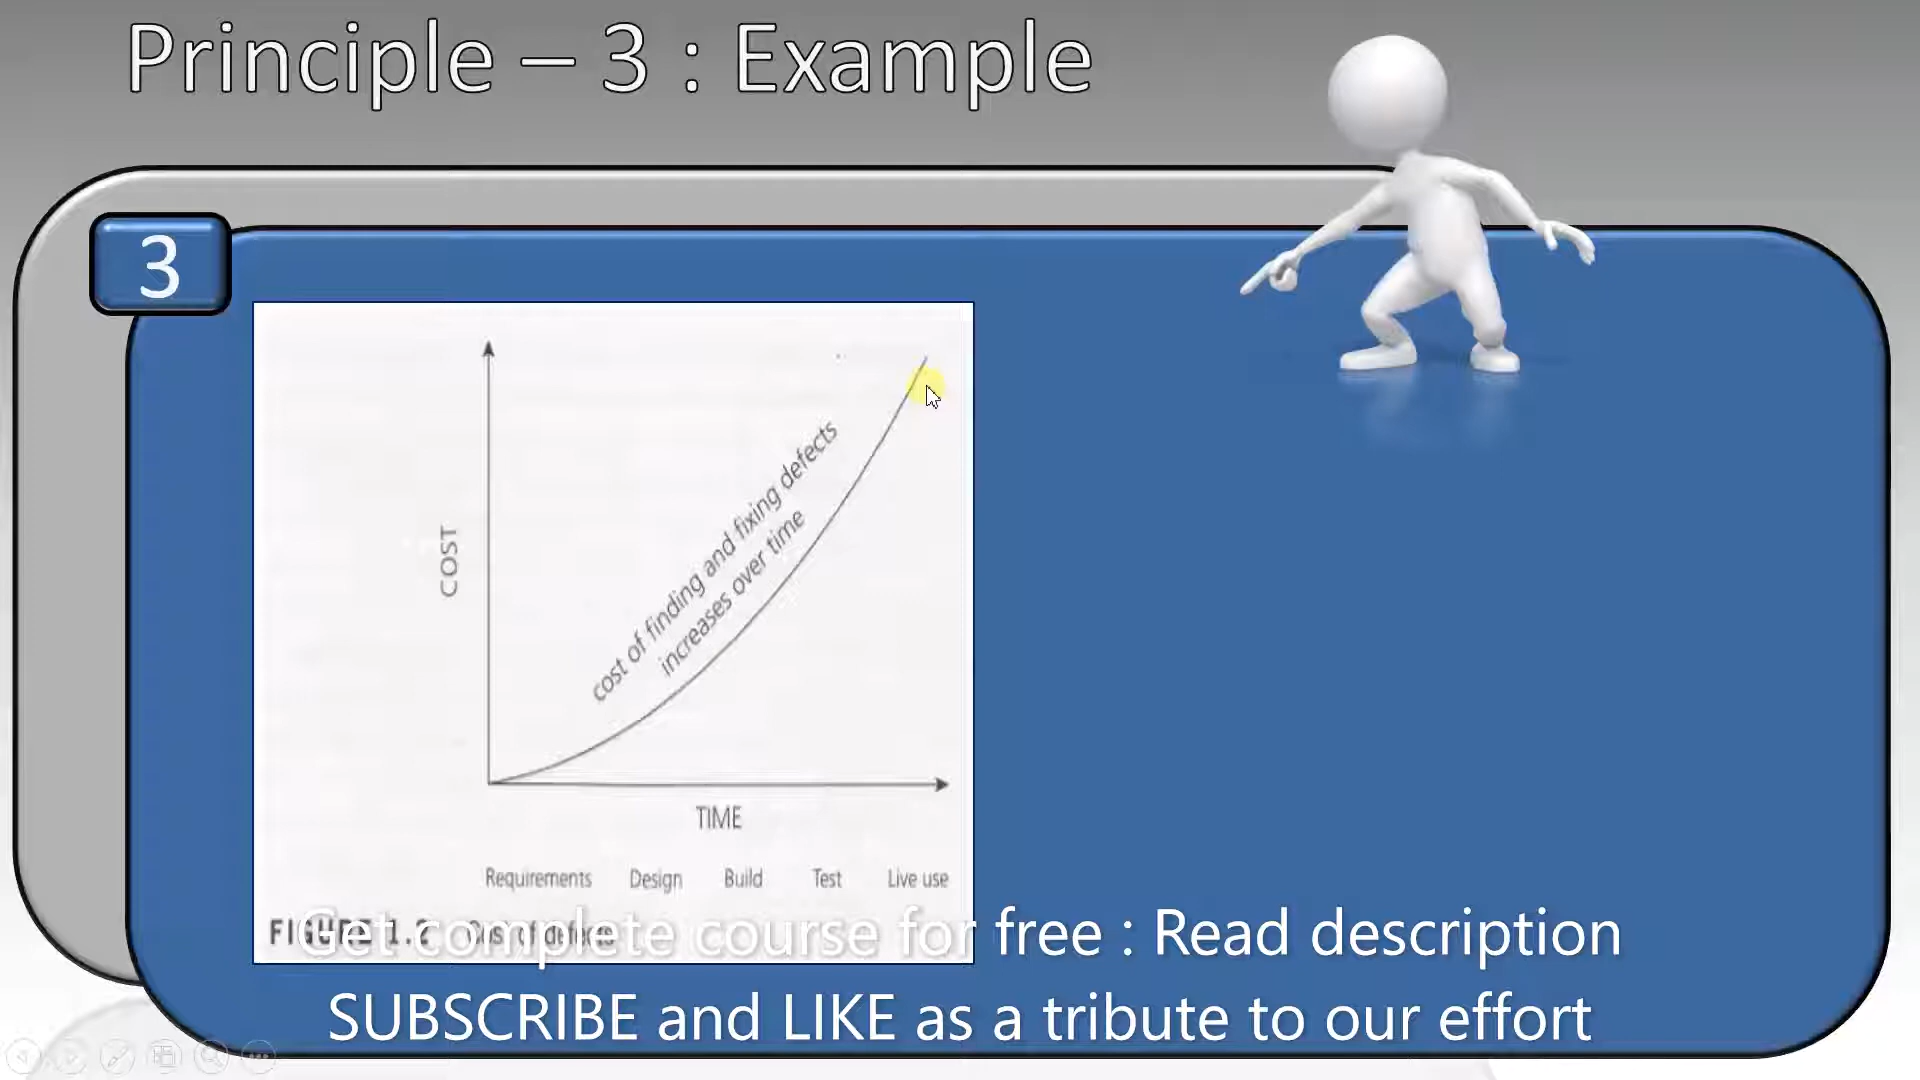 Principle – 3 : Example
3
COST
cost of finding and fixing defects
increases over time
TIME
Requirements Design Build Test Live use
FIGURE 1.2 Cost of defects
Get complete course for free : Read description
SUBSCRIBE and LIKE as a tribute to our effort